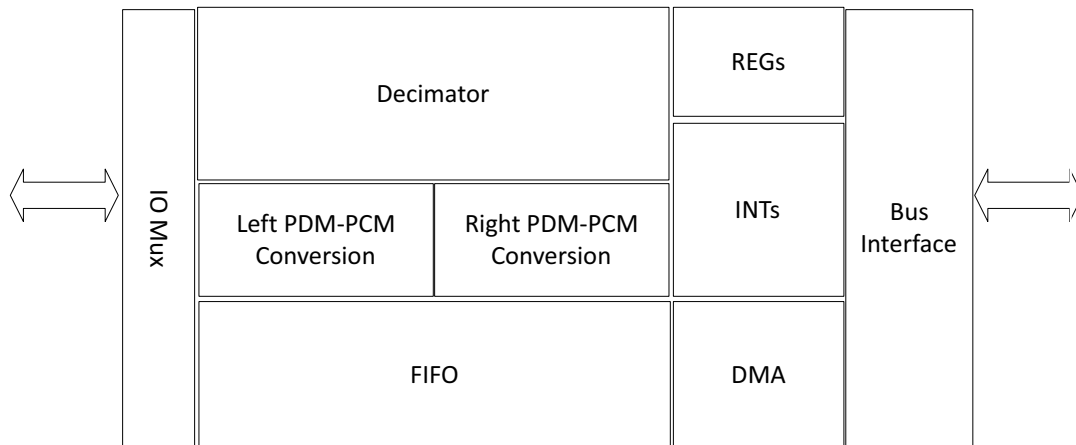 IO Mux
Decimator
Left PDM-PCM
Conversion
Right PDM-PCM
Conversion
FIFO
REGs
INTs
DMA
Bus
Interface